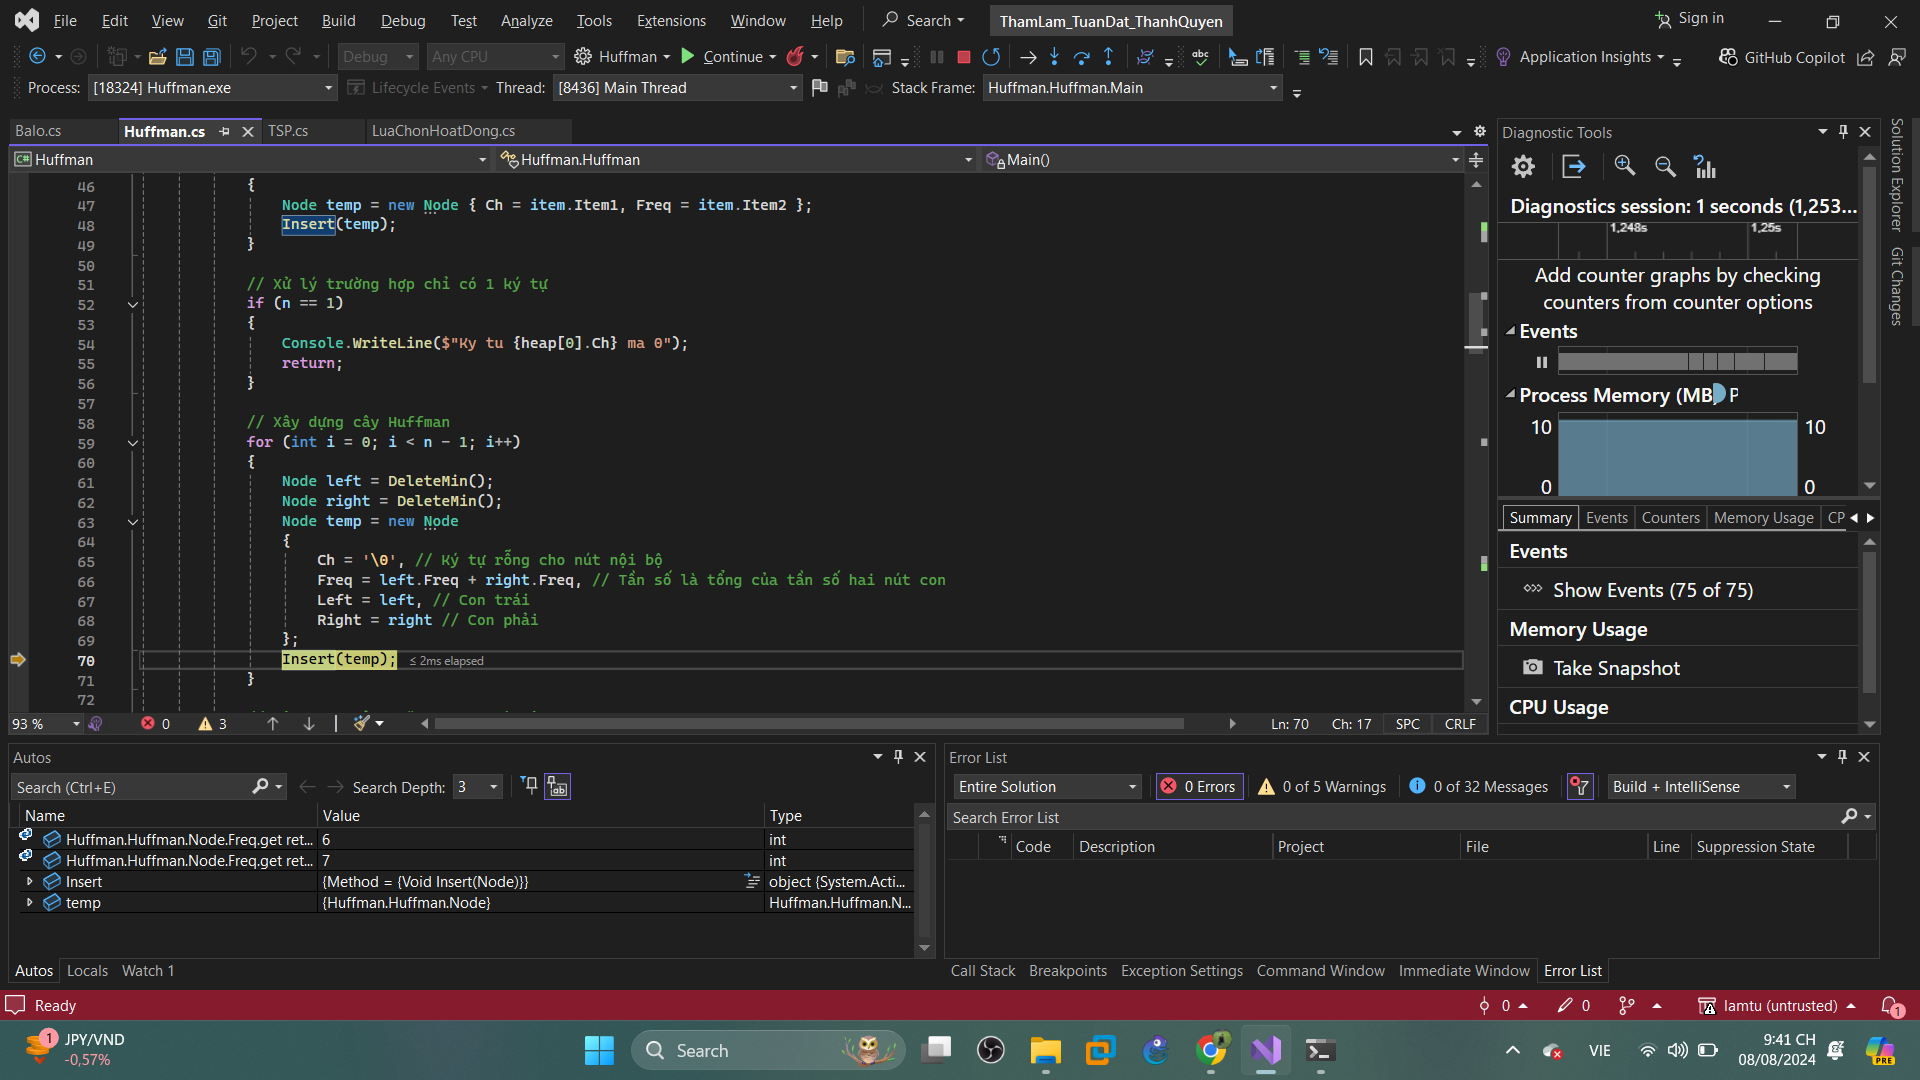 File Edit View Git Project Build Debug Test Analyze Tools Extensions Window Help Search ThamLam_TuanDat_ThanhQuyen Sign in
Debug Any CPU Huffman Continue Application Insights GitHub Copilot
Process: [18324] Huffman.exe Lifecycle Events Thread: [8436] Main Thread Stack Frame: Huffman.Huffman.Main
Balo.cs Huffman.cs TSP.cs LuaChonHoatDong.cs
C# Huffman Huffman.Huffman Main()
46 {
47 Node temp = new Node { Ch = item.Item1, Freq = item.Item2 };
48 Insert(temp);
49 }
50
51 // Xử lý trường hợp chỉ có 1 ký tự
52 if (n == 1)
53 {
54 Console.WriteLine($"Ky tu {heap[0].Ch} ma 0");
55 return;
56 }
57
58 // Xây dựng cây Huffman
59 for (int i = 0; i < n - 1; i++)
60 {
61 Node left = DeleteMin();
62 Node right = DeleteMin();
63 Node temp = new Node
64 {
65 Ch = '\0', // Ký tự rỗng cho nút nội bộ
66 Freq = left.Freq + right.Freq, // Tần số là tổng của tần số hai nút con
67 Left = left, // Con trái
68 Right = right // Con phải
69 };
70 Insert(temp); ≤ 2ms elapsed
71 }
72
93 % 0 3 Ln: 70 Ch: 17 SPC CRLF
Diagnostic Tools
Diagnostics session: 1 seconds (1,253...
1,248s 1,25s
Add counter graphs by checking
counters from counter options
Events
Process Memory (MB) P
10 10
0 0
Summary Events Counters Memory Usage CP
Events
Show Events (75 of 75)
Memory Usage
Take Snapshot
CPU Usage
Solution Explorer
Git Changes
Autos
Search (Ctrl+E) Search Depth: 3
Name Value Type
Huffman.Huffman.Node.Freq.get ret... 6 int
Huffman.Huffman.Node.Freq.get ret... 7 int
Insert {Method = {Void Insert(Node)}} object {System.Acti...
temp {Huffman.Huffman.Node} Huffman.Huffman.N...
Autos Locals Watch 1
Error List
Entire Solution 0 Errors 0 of 5 Warnings 0 of 32 Messages Build + IntelliSense
Search Error List
Code Description Project File Line Suppression State
Call Stack Breakpoints Exception Settings Command Window Immediate Window Error List
Ready 0 0 lamtu (untrusted) 1
1 JPY/VND
-0,57%
Search
VIE
9:41 CH
08/08/2024
PRE